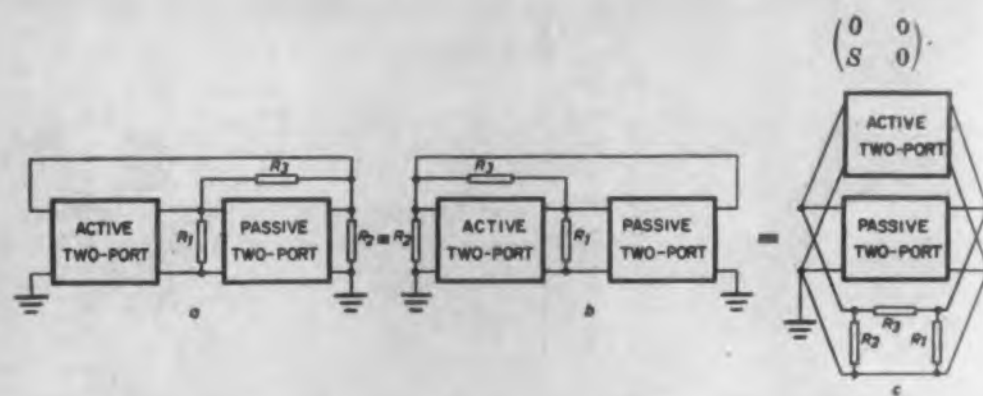 ( 0 0
S 0 ).
ACTIVE
TWO-PORT
R3
R1
PASSIVE
TWO-PORT
R2
=
R2
R3
ACTIVE
TWO-PORT
R1
PASSIVE
TWO-PORT
=
ACTIVE
TWO-PORT
PASSIVE
TWO-PORT
R3
R2
R1
a
b
c